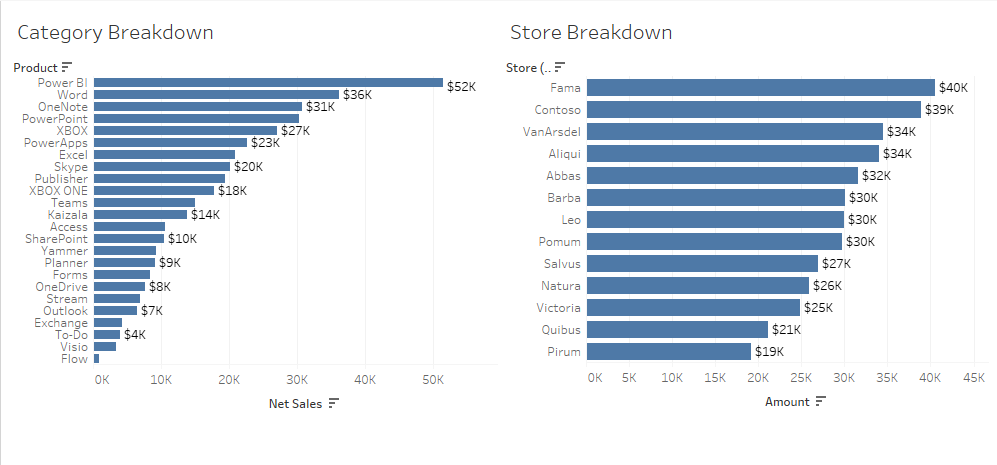 Category Breakdown
Product
Power BI $52K
Word $36K
OneNote $31K
PowerPoint
XBOX $27K
PowerApps $23K
Excel
Skype $20K
Publisher
XBOX ONE $18K
Teams
Kaizala $14K
Access
SharePoint $10K
Yammer
Planner $9K
Forms
OneDrive $8K
Stream
Outlook $7K
Exchange
To-Do $4K
Visio
Flow
0K 10K 20K 30K 40K 50K
Net Sales
Store Breakdown
Store (..
Fama $40K
Contoso $39K
VanArsdel $34K
Aliqui $34K
Abbas $32K
Barba $30K
Leo $30K
Pomum $30K
Salvus $27K
Natura $26K
Victoria $25K
Quibus $21K
Pirum $19K
0K 5K 10K 15K 20K 25K 30K 35K 40K 45K
Amount